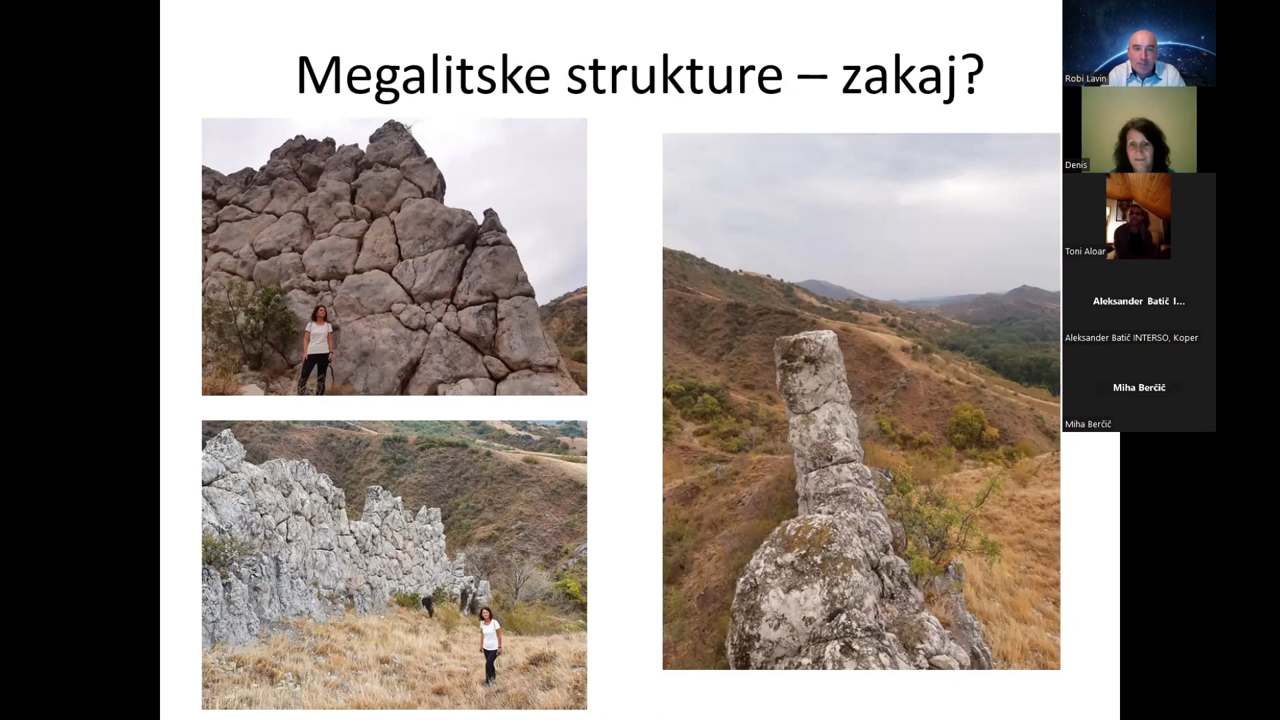 Megalitske strukture – zakaj?
Robi Lavin
Denis
Toni Aloar
Aleksander Batič I...
Aleksander Batič INTERSO, Koper
Miha Berčič
Miha Berčič